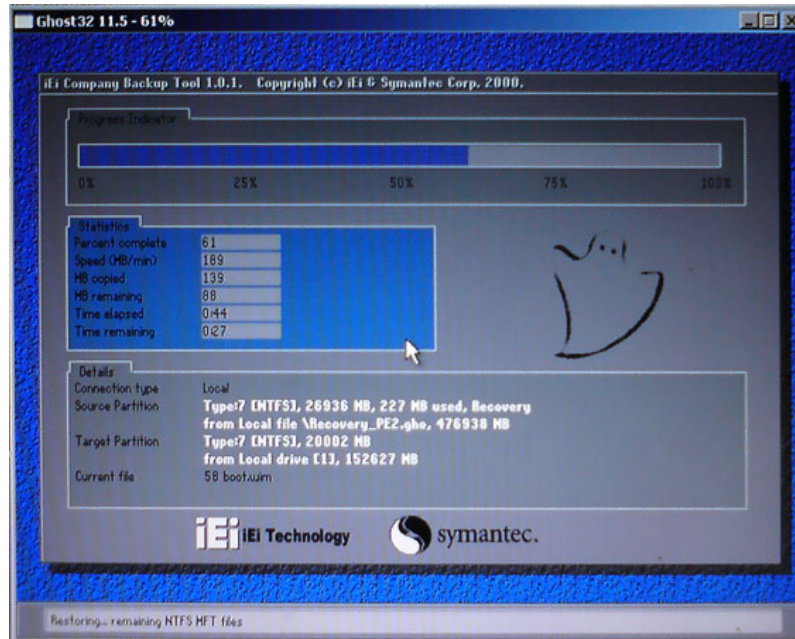 Ghost32 11.5 - 61%
iEi Company Backup Tool 1.0.1. Copyright (c) iEi & Symantec Corp. 2000.
Progress Indicator
0% 25% 50% 75% 100%
Statistics
Percent complete 61
Speed (MB/min) 189
MB copied 139
MB remaining 88
Time elapsed 0:44
Time remaining 0:27
Details
Connection type Local
Source Partition Type:7 [NTFS], 26936 MB, 227 MB used, Recovery
from Local file \Recovery_PE2.gho, 476938 MB
Target Partition Type:7 [NTFS], 20002 MB
from Local drive [1], 152627 MB
Current file 58 boot.wim
iEi iEi Technology symantec.
Restoring... remaining NTFS MFT files